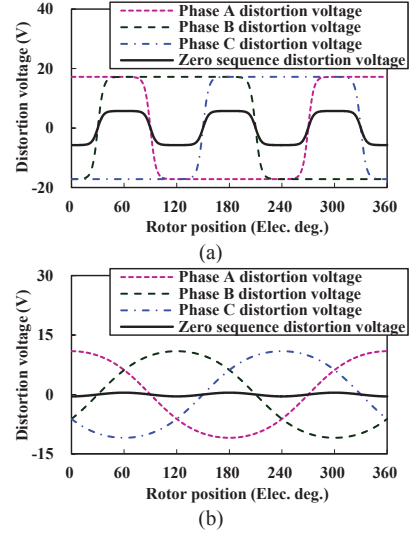 (a)
Phase A distortion voltage
Phase B distortion voltage
Phase C distortion voltage
Zero sequence distortion voltage
Distortion voltage (V)
40
20
0
-20
0 60 120 180 240 300 360
Rotor position (Elec. deg.)
(a)
Phase A distortion voltage
Phase B distortion voltage
Phase C distortion voltage
Zero sequence distortion voltage
Distortion voltage (V)
30
15
0
-15
0 60 120 180 240 300 360
Rotor position (Elec. deg.)
(b)